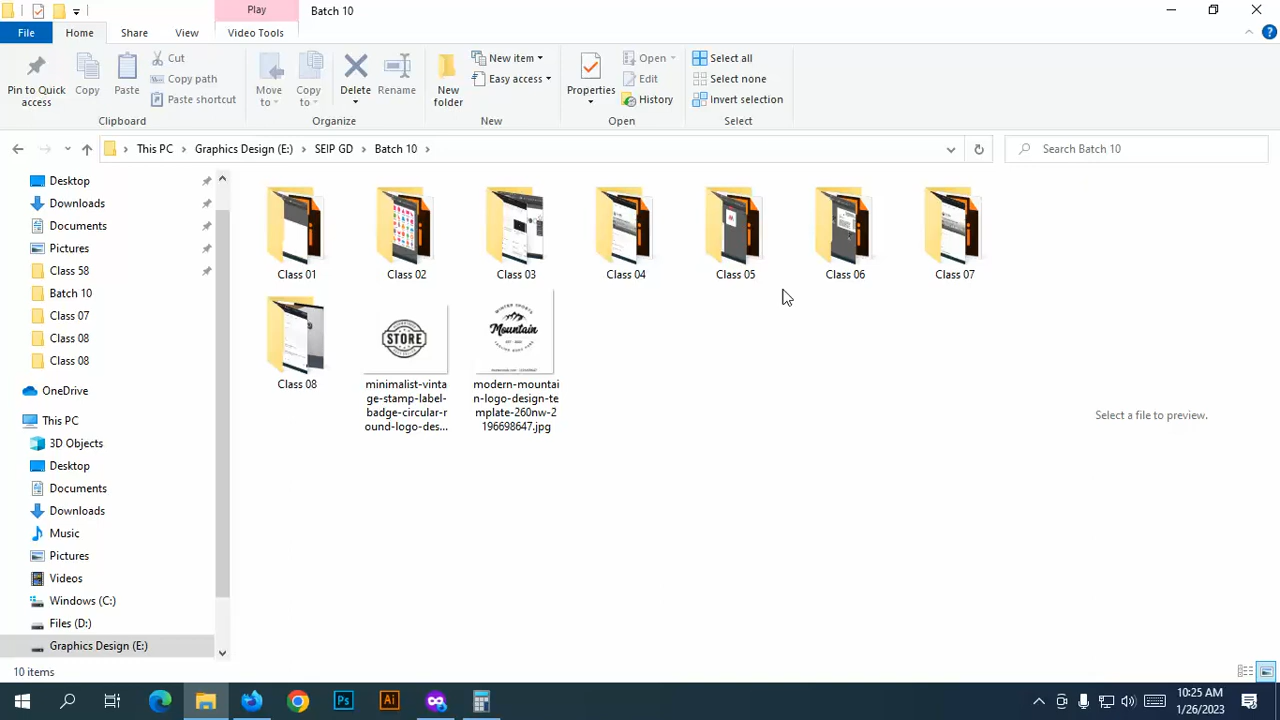 Play
Batch 10
File
Home
Share
View
Video Tools
Pin to Quick access
Copy
Paste
Cut
Copy path
Paste shortcut
Clipboard
Move to
Copy to
Delete
Rename
Organize
New folder
New item
Easy access
New
Properties
Open
Edit
History
Open
Select all
Select none
Invert selection
Select
This PC
Graphics Design (E:)
SEIP GD
Batch 10
Search Batch 10
Desktop
Downloads
Documents
Pictures
Class 58
Batch 10
Class 07
Class 08
Class 08
OneDrive
This PC
3D Objects
Desktop
Documents
Downloads
Music
Pictures
Videos
Windows (C:)
Files (D:)
Graphics Design (E:)
Class 01
Class 02
Class 03
Class 04
Class 05
Class 06
Class 07
Class 08
STORE
minimalist-vinta
ge-stamp-label-
badge-circular-r
ound-logo-des...
WINTER SPORTS
Mountain
modern-mountai
n-logo-design-te
mplate-260nw-2
196698647.jpg
Select a file to preview.
10 items
Ps
Ai
10:25 AM
1/26/2023